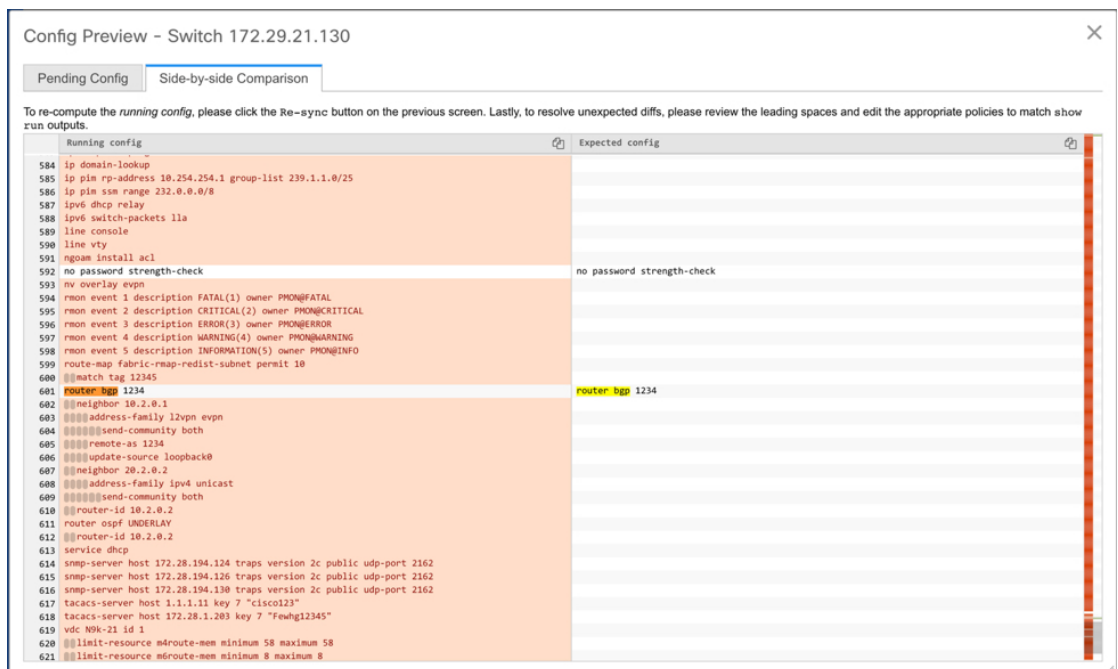 Config Preview - Switch 172.29.21.130
Pending Config
Side-by-side Comparison
To re-compute the running config, please click the Re-sync button on the previous screen. Lastly, to resolve unexpected diffs, please review the leading spaces and edit the appropriate policies to match show
run outputs.
Running config
Expected config
584 ip domain-lookup
585 ip pim rp-address 10.254.254.1 group-list 239.1.1.0/25
586 ip pim ssm range 232.0.0.0/8
587 ipv6 dhcp relay
588 ipv6 switch-packets lla
589 line console
590 line vty
591 ngoam install acl
592 no password strength-check no password strength-check
593 nv overlay evpn
594 rmon event 1 description FATAL(1) owner PMON@FATAL
595 rmon event 2 description CRITICAL(2) owner PMON@CRITICAL
596 rmon event 3 description ERROR(3) owner PMON@ERROR
597 rmon event 4 description WARNING(4) owner PMON@WARNING
598 rmon event 5 description INFORMATION(5) owner PMON@INFO
599 route-map fabric-rmap-redist-subnet permit 10
600 match tag 12345
601 router bgp 1234 router bgp 1234
602 neighbor 10.2.0.1
603 address-family l2vpn evpn
604 send-community both
605 remote-as 1234
606 update-source loopback0
607 neighbor 20.2.0.2
608 address-family ipv4 unicast
609 send-community both
610 router-id 10.2.0.2
611 router ospf UNDERLAY
612 router-id 10.2.0.2
613 service dhcp
614 snmp-server host 172.28.194.124 traps version 2c public udp-port 2162
615 snmp-server host 172.28.194.126 traps version 2c public udp-port 2162
616 snmp-server host 172.28.194.130 traps version 2c public udp-port 2162
617 tacacs-server host 1.1.1.11 key 7 "cisco123"
618 tacacs-server host 172.28.1.203 key 7 "Fewhg12345"
619 vdc N9k-21 id 1
620 limit-resource m4route-mem minimum 58 maximum 58
621 limit-resource m6route-mem minimum 8 maximum 8